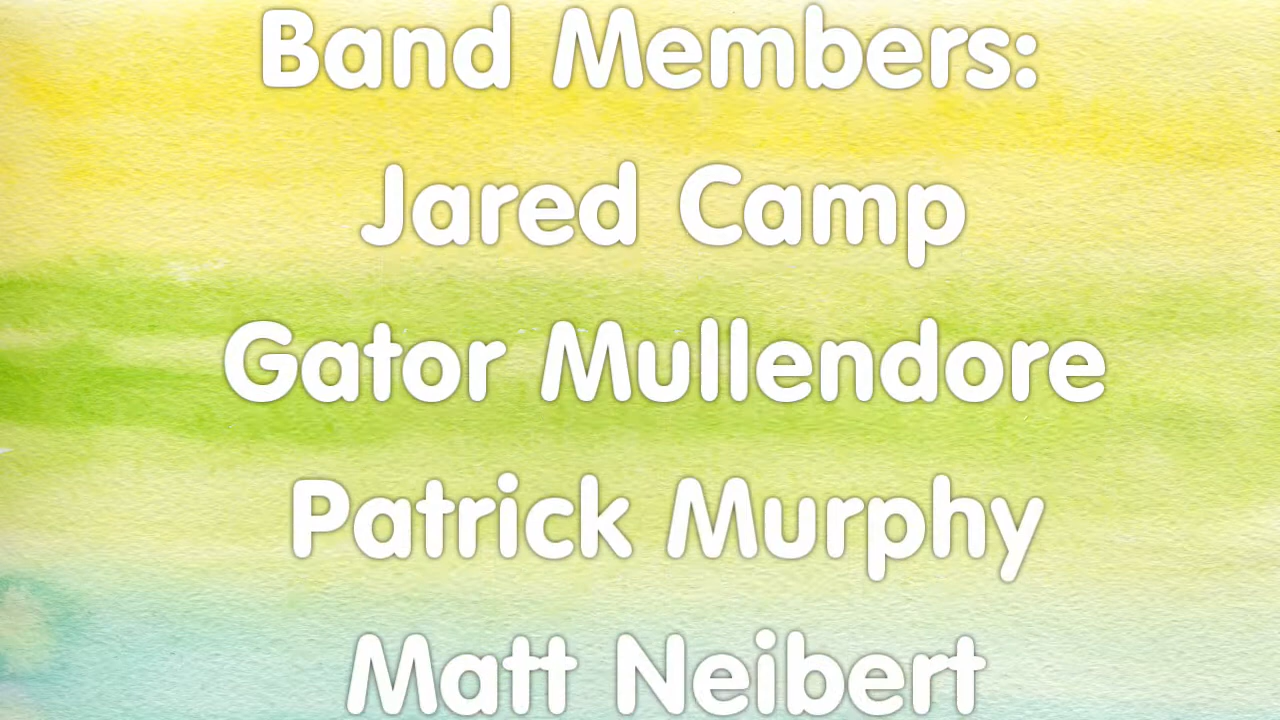 Band Members:
Jared Camp
Gator Mullendore
Patrick Murphy
Matt Neibert